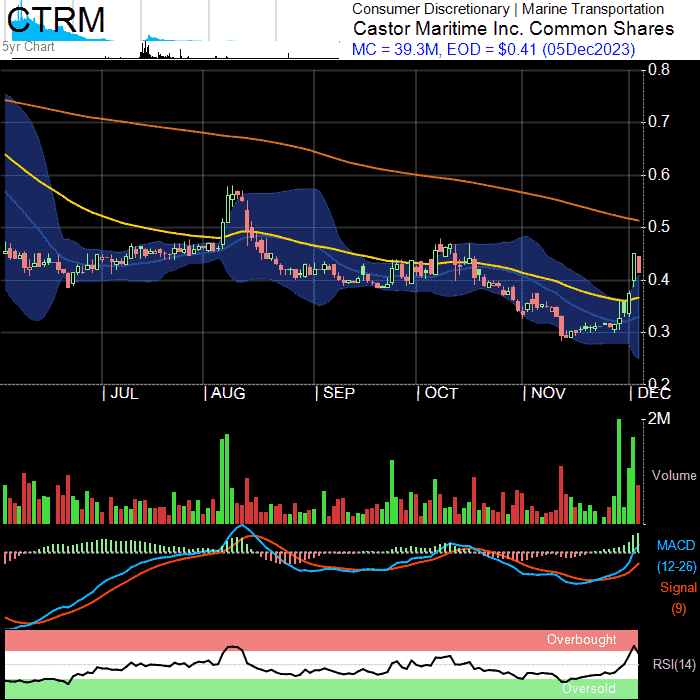 CTRM
5yr Chart
Consumer Discretionary | Marine Transportation
Castor Maritime Inc. Common Shares
MC = 39.3M, EOD = $0.41 (05Dec2023)
0.8
0.7
0.6
0.5
0.4
0.3
0.2
| JUL | AUG | SEP | OCT | NOV | DEC
2M
Volume
MACD
(12-26)
Signal
(9)
Overbought
RSI(14)
Oversold